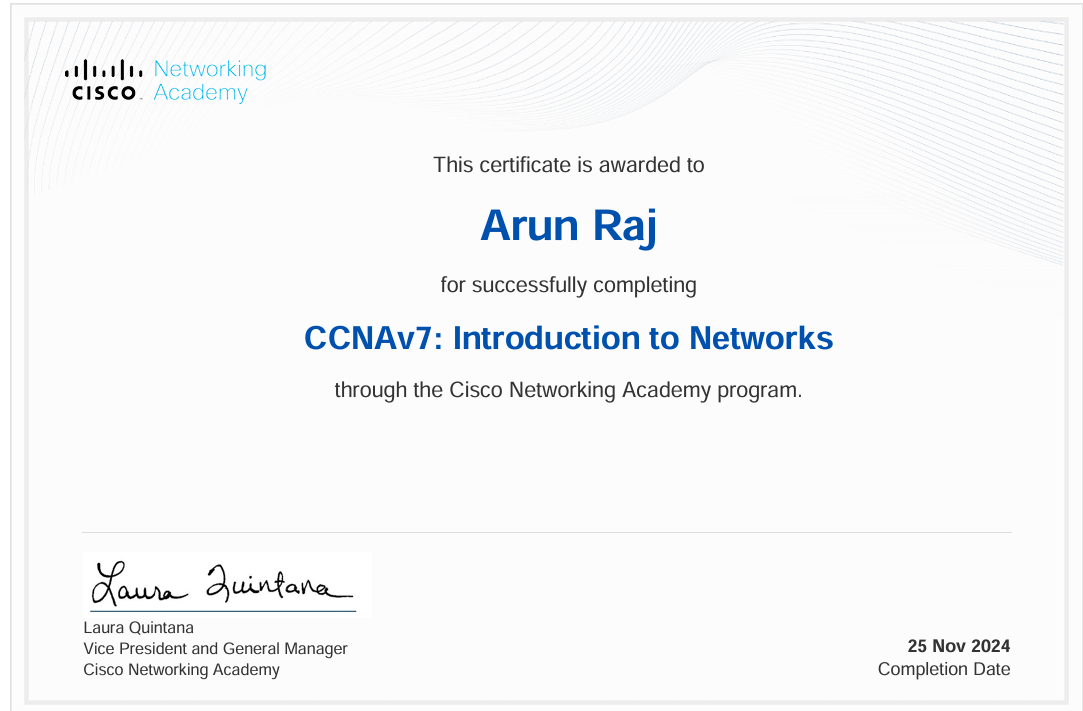 Networking
CISCO Academy
This certificate is awarded to
Arun Raj
for successfully completing
CCNAv7: Introduction to Networks
through the Cisco Networking Academy program.
Laura Quintana
Laura Quintana
Vice President and General Manager
Cisco Networking Academy
25 Nov 2024
Completion Date